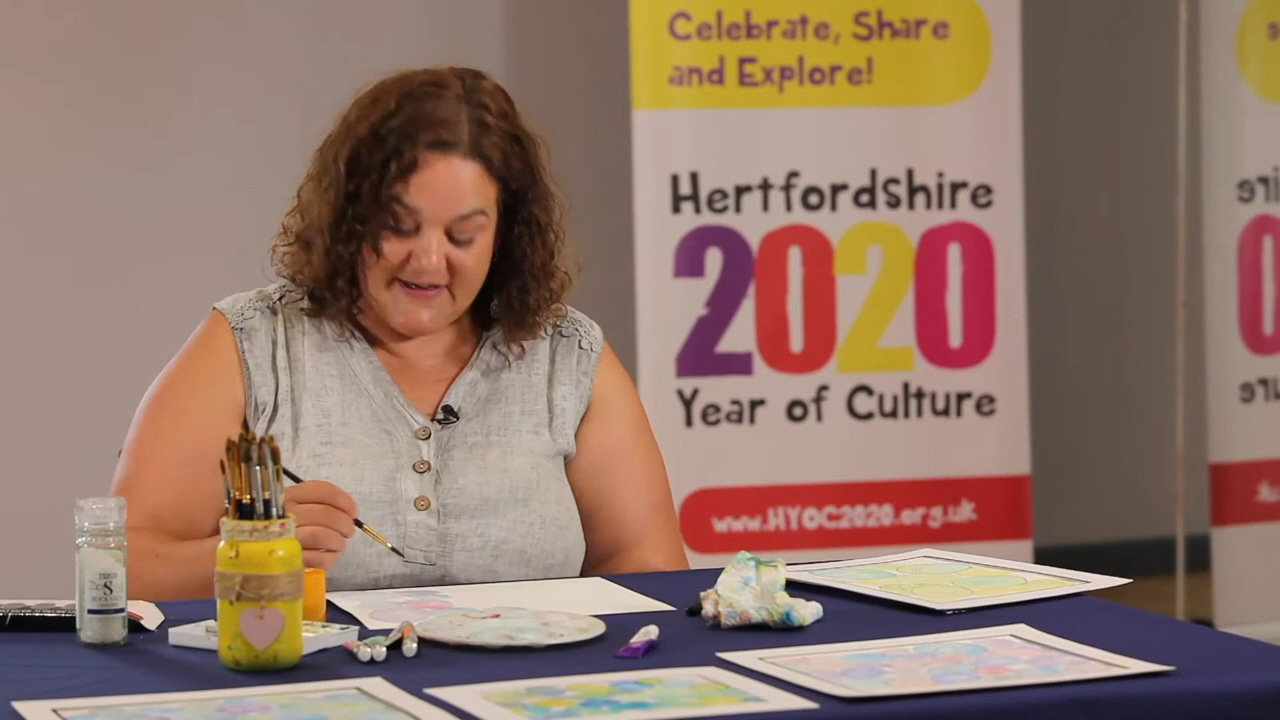 Celebrate, Share
and Explore!
Hertfordshire
2020
Year of Culture
www.HYOC2020.org.uk
S